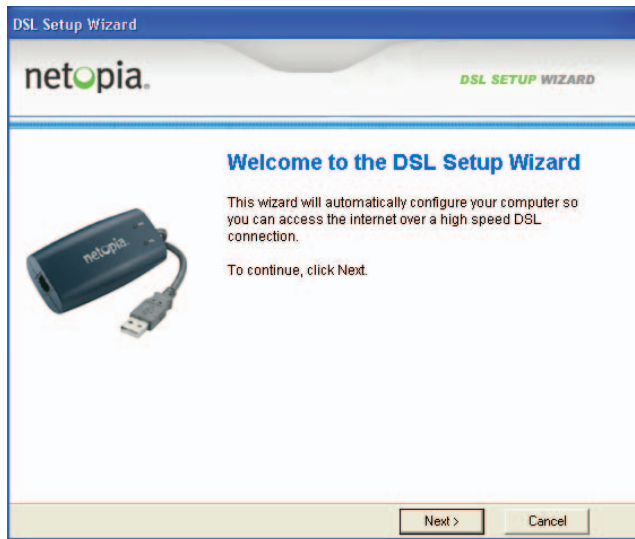 DSL Setup Wizard
netopia.
DSL SETUP WIZARD
Welcome to the DSL Setup Wizard
This wizard will automatically configure your computer so
you can access the internet over a high speed DSL
connection.
netopia.
To continue, click Next.
Next >
Cancel